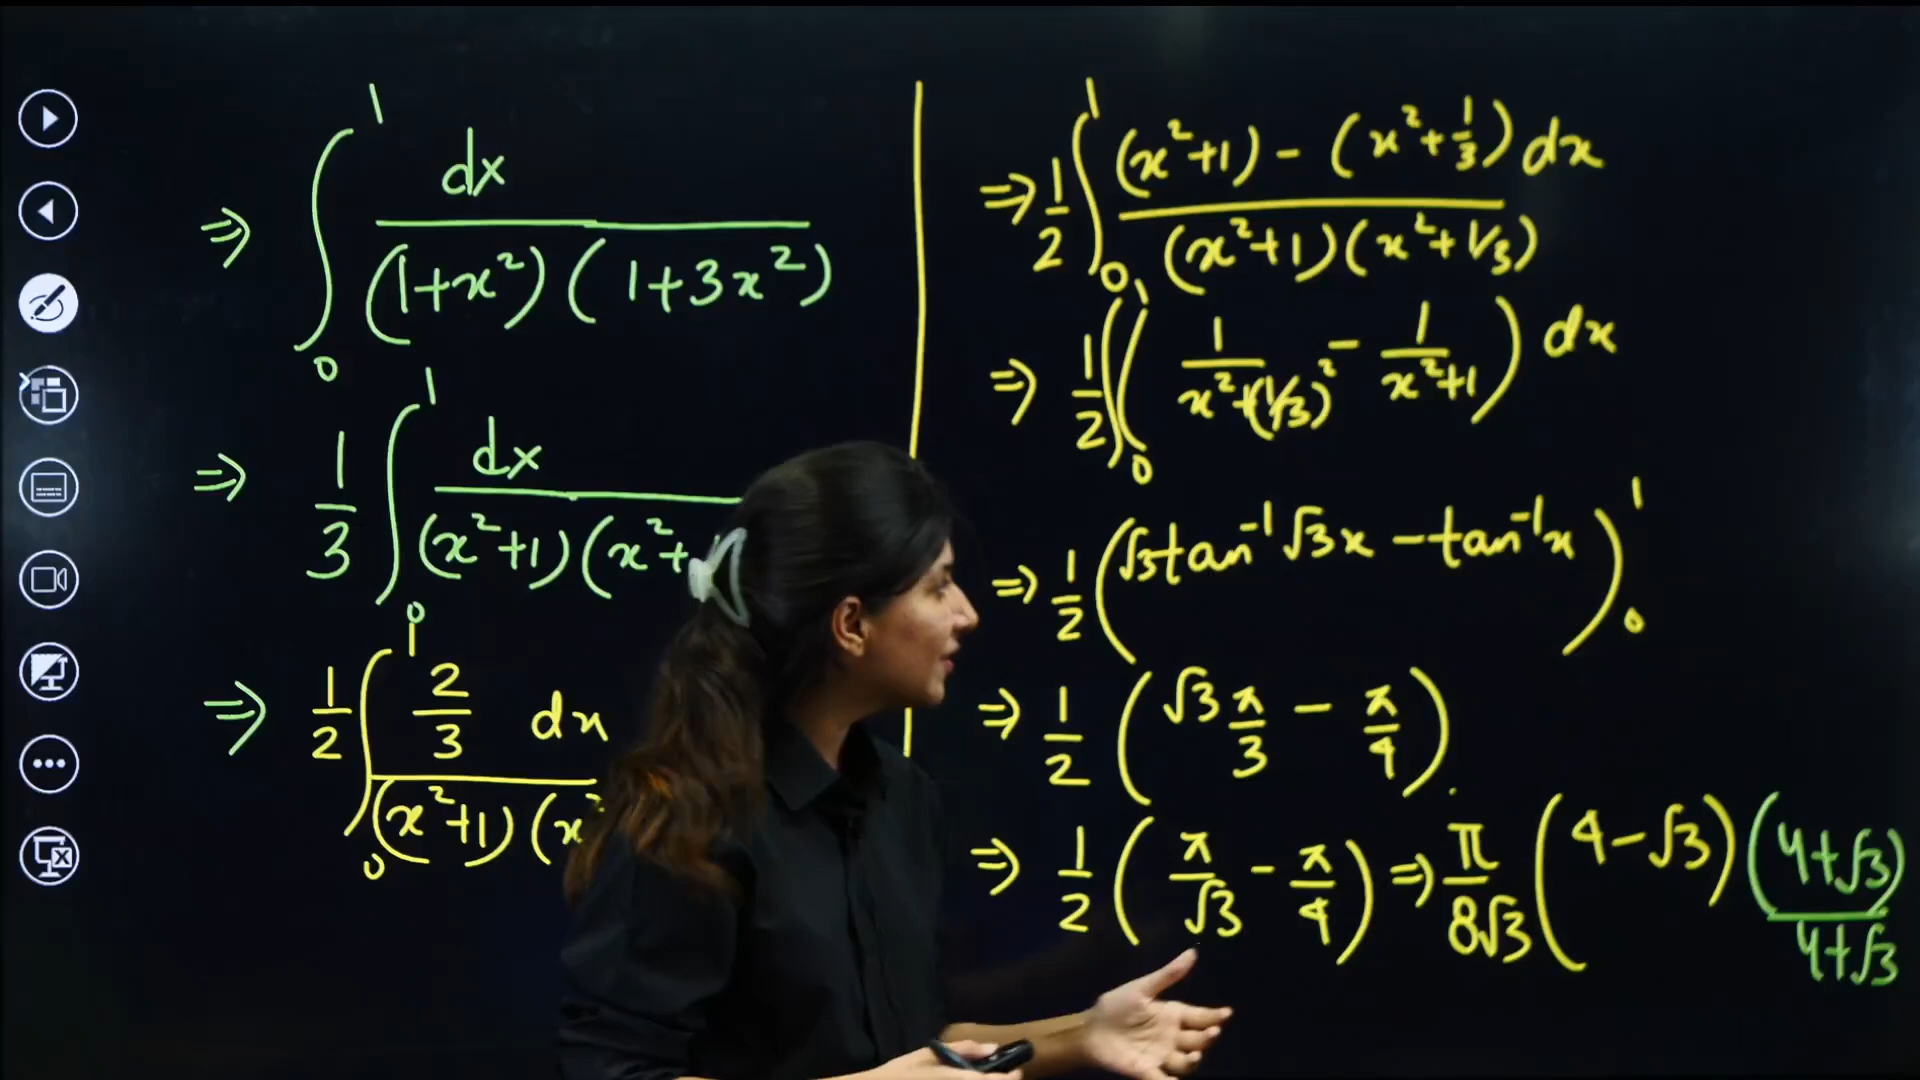 ⇒ ∫₀¹ dx / (1+x²)(1+3x²)
⇒ 1/3 ∫₀¹ dx / (x²+1)(x²+
⇒ 1/2 ∫₀¹ 2/3 dx / (x²+1)(x²
⇒ 1/2 ∫₀¹ (x²+1) - (x²+1/3) dx / (x²+1)(x²+1/3)
⇒ 1/2 ∫₀¹ ( 1/(x²+(1/√3)²) - 1/(x²+1) ) dx
⇒ 1/2 (√3 tan⁻¹ √3x - tan⁻¹x)₀¹
⇒ 1/2 (√3 π/3 - π/4).
⇒ 1/2 (π/√3 - π/4) ⇒ π/8√3 (4-√3) (4+√3)/4+√3